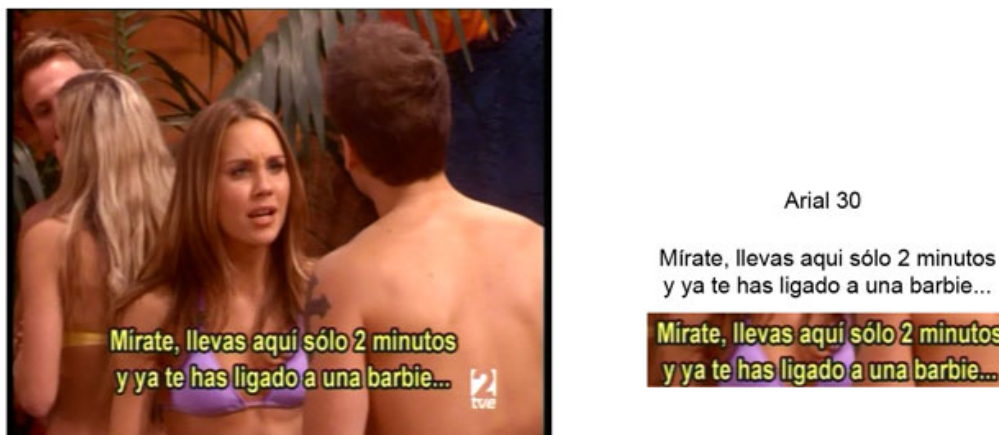 Mírate, llevas aquí sólo 2 minutos
y ya te has ligado a una barbie...
2
tve
Arial 30
Mírate, llevas aqui sólo 2 minutos
y ya te has ligado a una barbie...
Mírate, llevas aquí sólo 2 minutos
y ya te has ligado a una barbie...